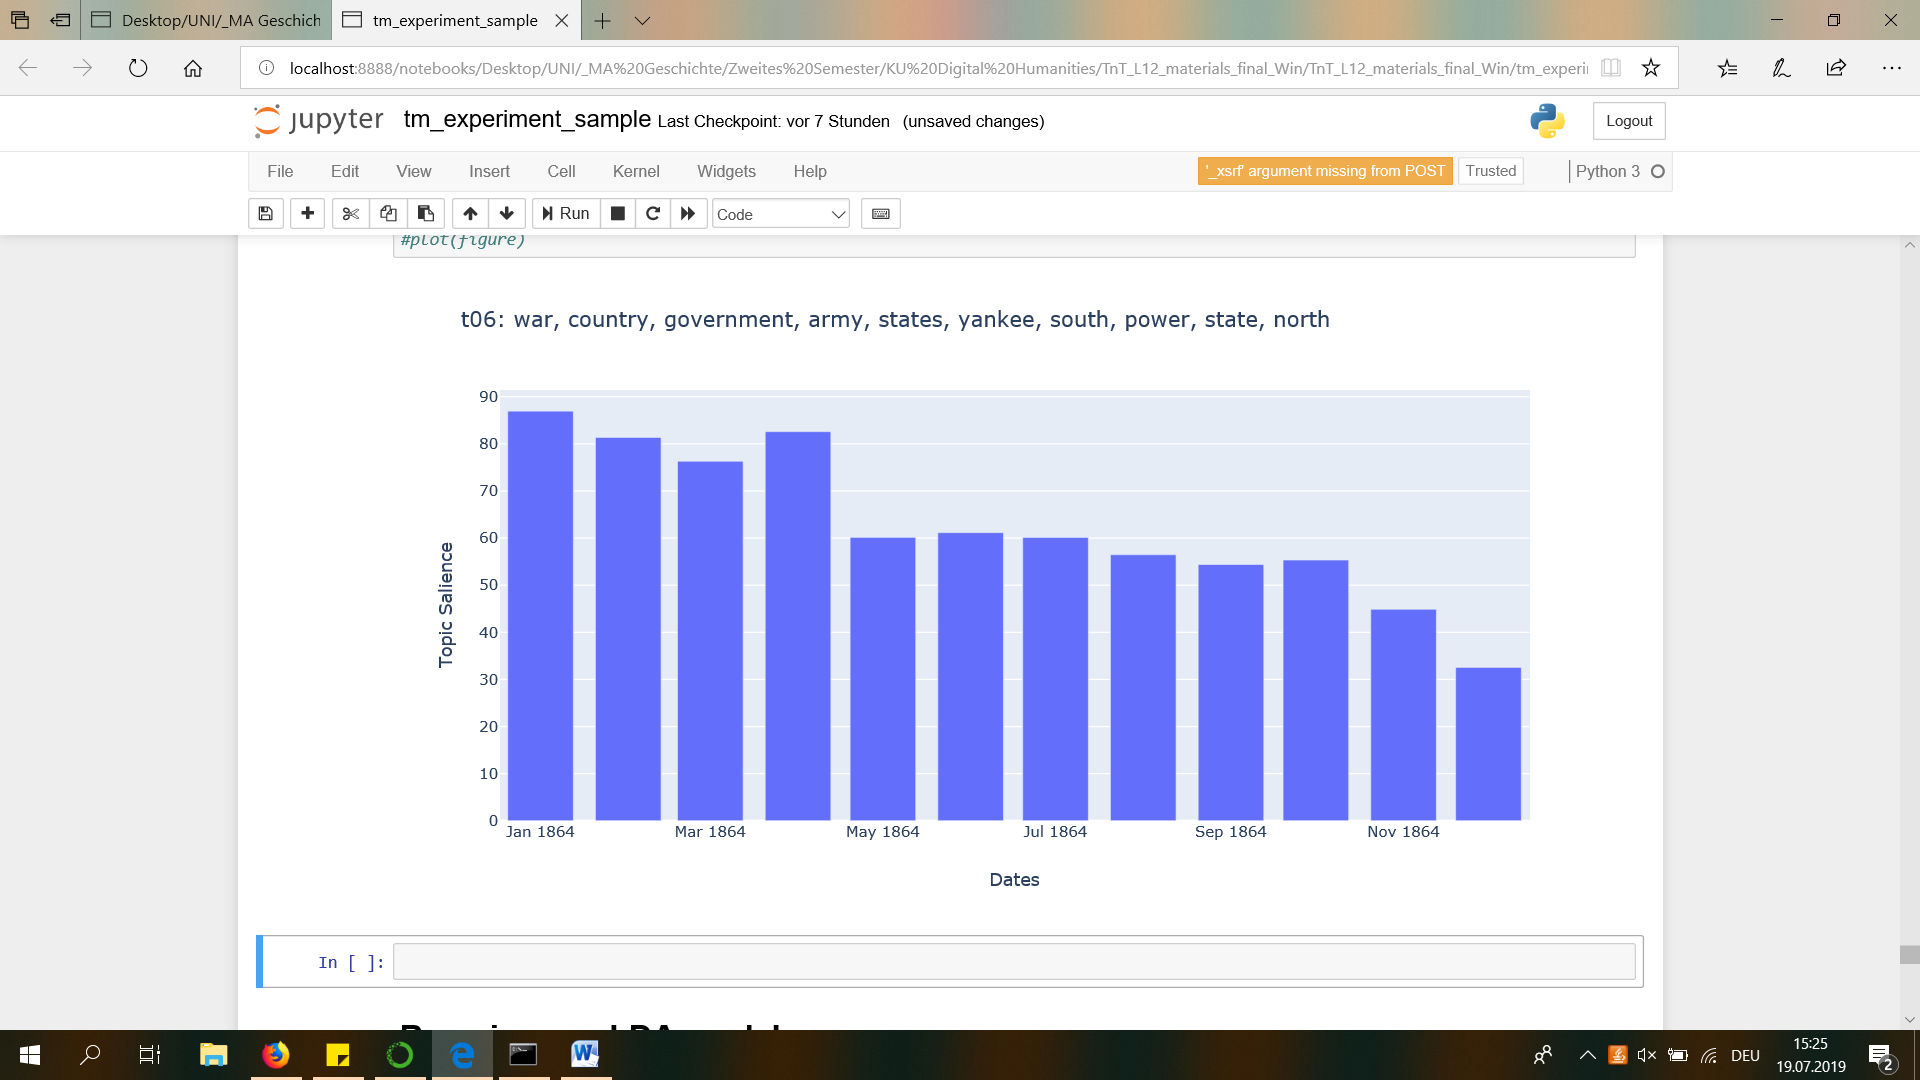 Desktop/UNI/_MA Geschich
tm_experiment_sample
localhost:8888/notebooks/Desktop/UNI/_MA%20Geschichte/Zweites%20Semester/KU%20Digital%20Humanities/TnT_L12_materials_final_Win/TnT_L12_materials_final_Win/tm_experi
jupyter tm_experiment_sample Last Checkpoint: vor 7 Stunden (unsaved changes)
Logout
File Edit View Insert Cell Kernel Widgets Help
'_xsrf' argument missing from POST
Trusted
Python 3
Run
Code
#plot(figure)
t06: war, country, government, army, states, yankee, south, power, state, north
90
80
70
60
50
40
30
20
10
0
Topic Salience
Jan 1864 Mar 1864 May 1864 Jul 1864 Sep 1864 Nov 1864
Dates
In [ ]:
DEU
15:25
19.07.2019
2